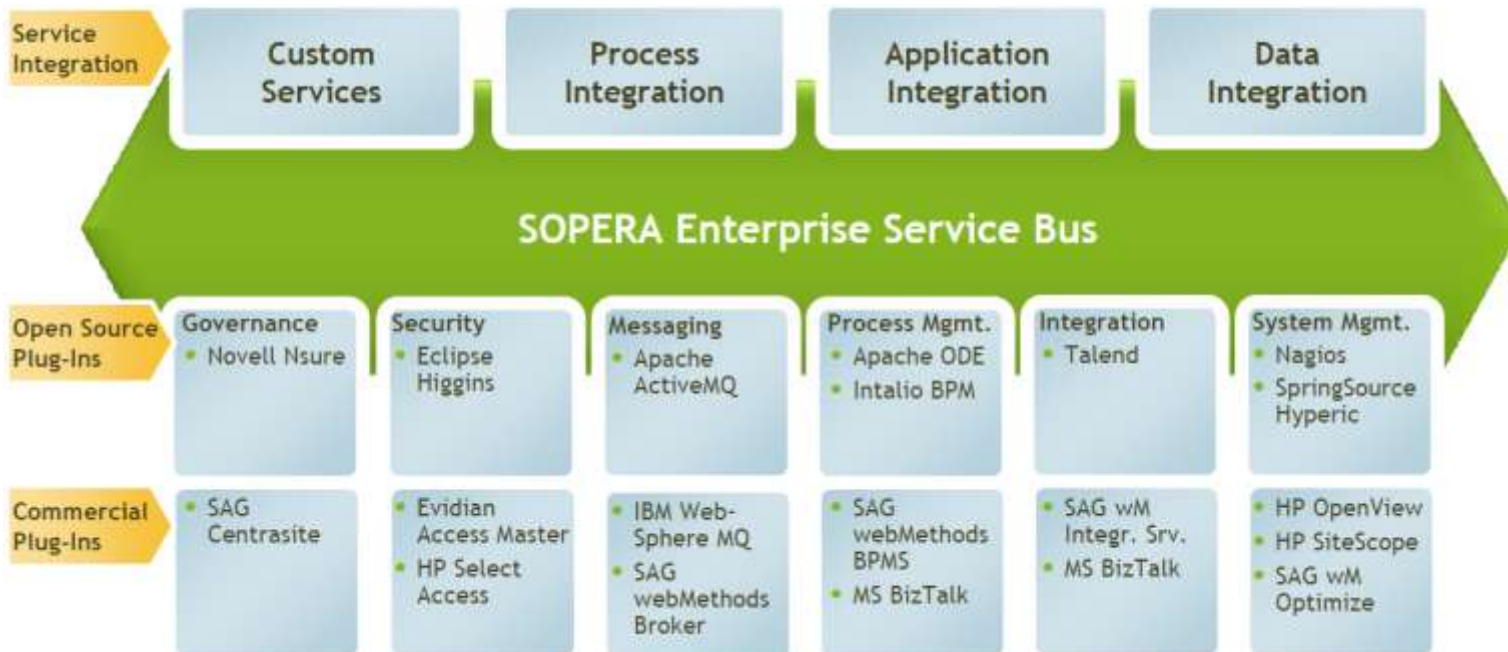 Service
Integration
Custom
Services
Process
Integration
Application
Integration
Data
Integration
SOPERA Enterprise Service Bus
Open Source
Plug-Ins
Governance
• Novell Nsure
Security
• Eclipse
Higgins
Messaging
• Apache
ActiveMQ
Process Mgmt.
• Apache ODE
• Intalio BPM
Integration
• Talend
System Mgmt.
• Nagios
• SpringSource
Hyperic
Commercial
Plug-Ins
• SAG
Centrasite
• Evidian
Access Master
• HP Select
Access
• IBM Web-
Sphere MQ
• SAG
webMethods
Broker
• SAG
webMethods
BPMS
• MS BizTalk
• SAG wM
Integr. Srv.
• MS BizTalk
• HP OpenView
• HP SiteScope
• SAG wM
Optimize